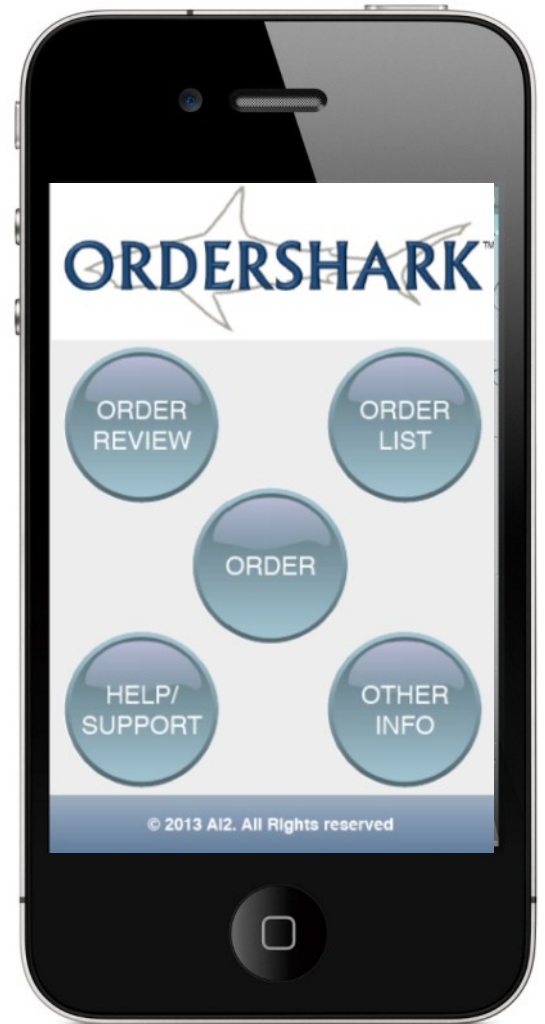 ORDERSHARK™
ORDER
REVIEW
ORDER
LIST
ORDER
HELP/
SUPPORT
OTHER
INFO
© 2013 AI2. All Rights reserved